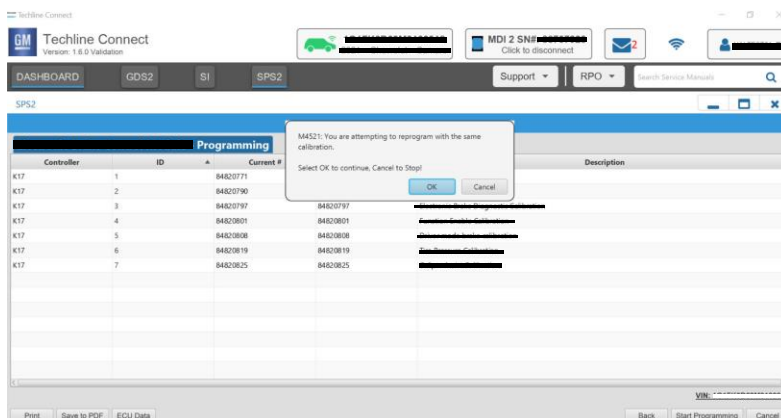 Techline Connect
GM Techline Connect
Version: 1.6.0 Validation
MDI 2 SN#
Click to disconnect
2
DASHBOARD GDS2 SI SPS2 Support RPO Search Service Manuals
SPS2
Programming
M4521: You are attempting to reprogram with the same
calibration.
Select OK to continue, Cancel to Stop!
OK Cancel
Controller ID Current # Description
K17 1 84820771
K17 2 84820790
K17 3 84820797 84820797
K17 4 84820801 84820801
K17 5 84820808 84820808
K17 6 84820819 84820819
K17 7 84820825 84820825
VIN:
Print Save to PDF ECU Data Back Start Programming Cancel